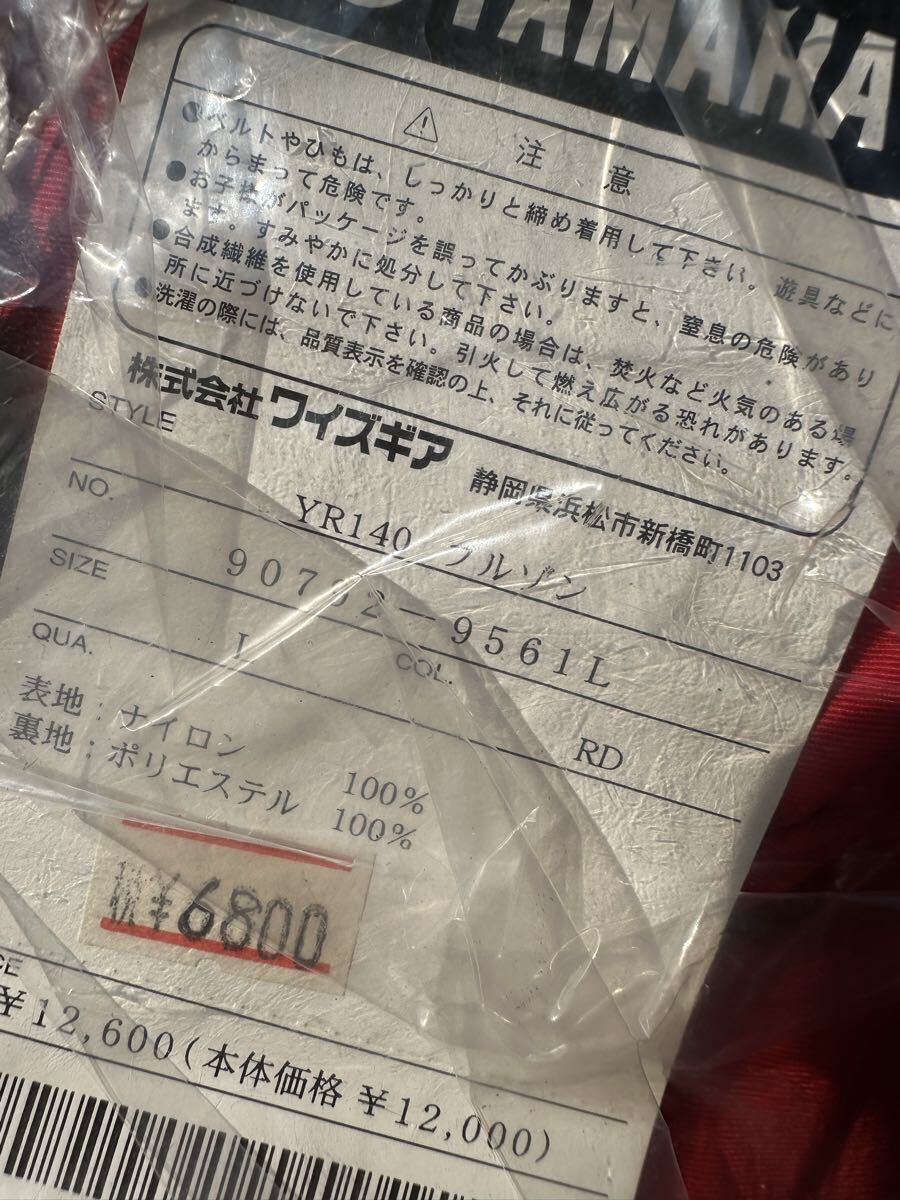 YAMAHA
注意
●ベルトやひもは、しっかりと締め着用して下さい。遊具などに
からまって危険です。
●お子様がパッケージを誤ってかぶりますと、窒息の危険があり
ます。すみやかに処分して下さい。
●合成繊維を使用している商品の場合は、焚火など火気のある場
所に近づけないで下さい。引火して燃え広がる恐れがあります。
●洗濯の際には、品質表示を確認の上、それに従ってください。
株式会社 ワイズギア 静岡県浜松市新橋町1103
STYLE YR140 ブルゾン
NO. 90792-9561L
SIZE L COL. RD
QUA.
表地:ナイロン 100%
裏地:ポリエステル 100%
¥6800
CE
¥12,600(本体価格 ¥12,000)